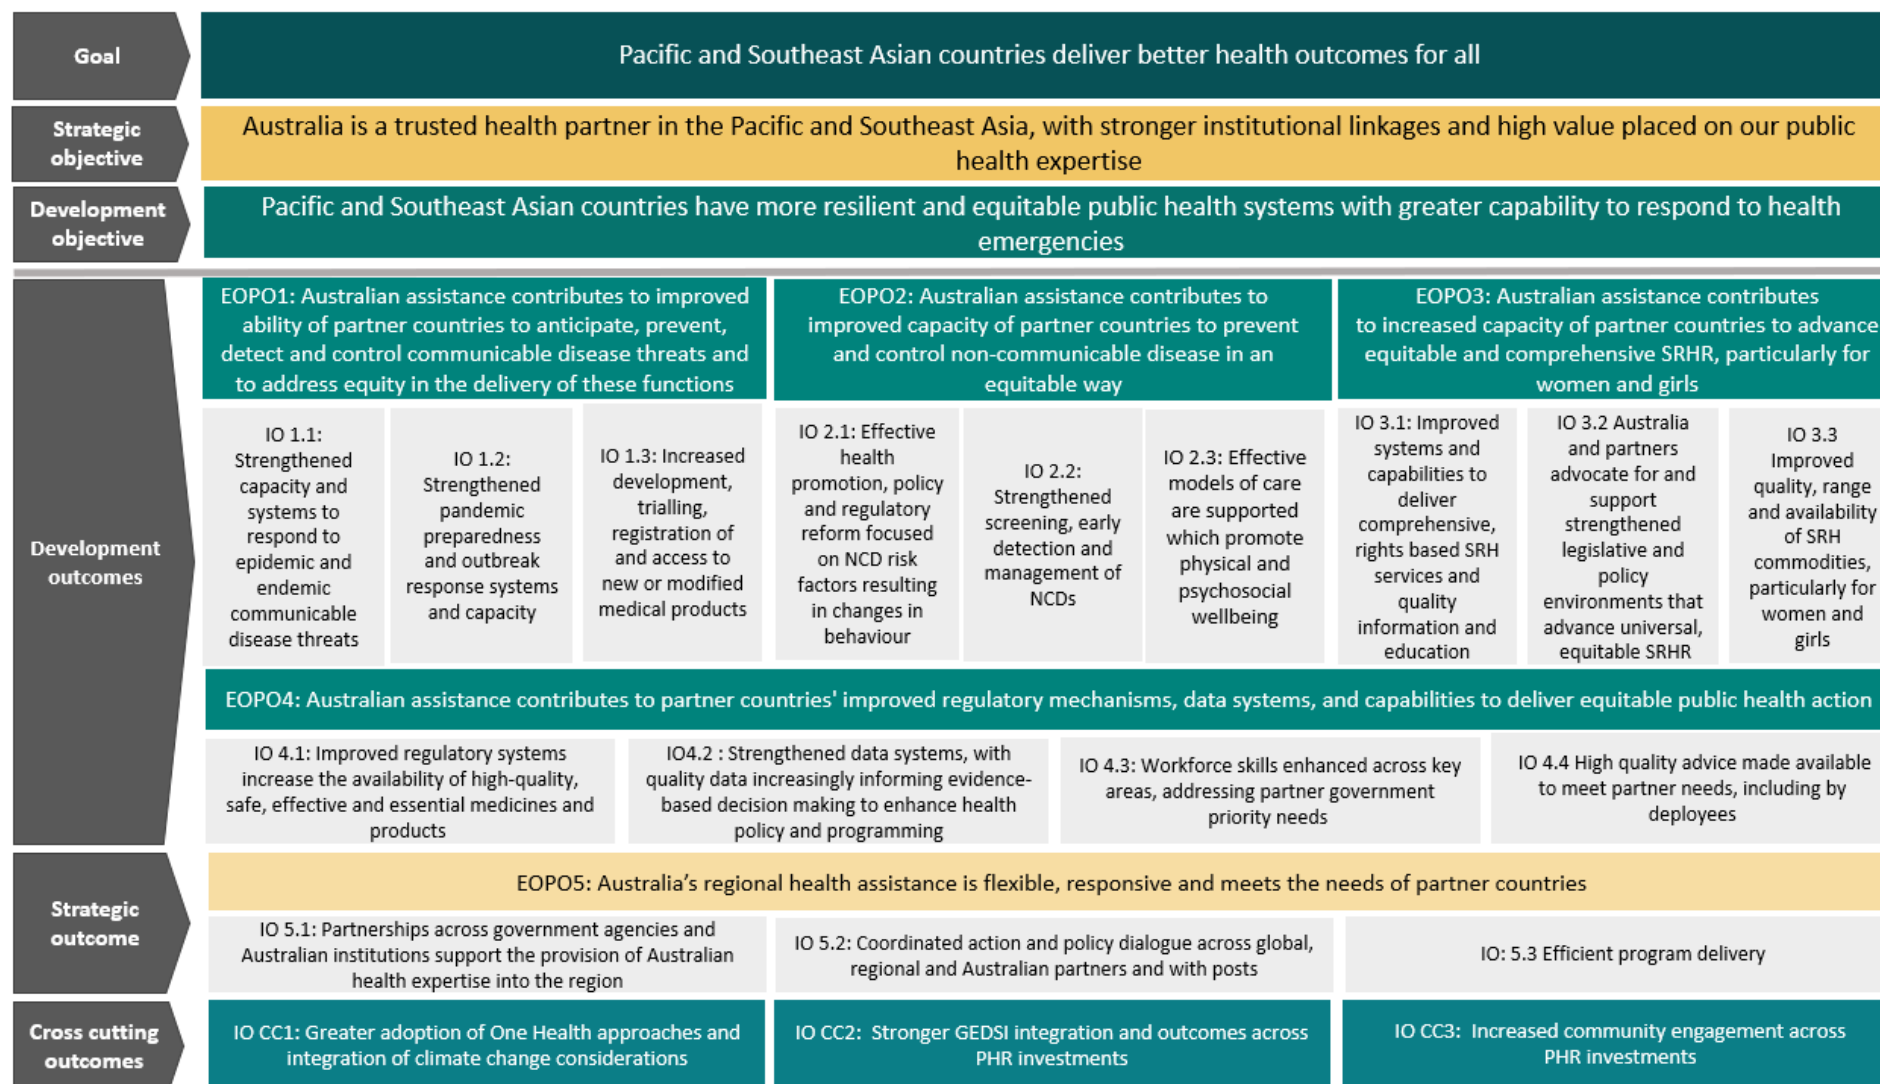 Goal
Pacific and Southeast Asian countries deliver better health outcomes for all
Strategic
objective
Australia is a trusted health partner in the Pacific and Southeast Asia, with stronger institutional linkages and high value placed on our public
health expertise
Development
objective
Pacific and Southeast Asian countries have more resilient and equitable public health systems with greater capability to respond to health
emergencies
Development
outcomes
EOPO1: Australian assistance contributes to improved
ability of partner countries to anticipate, prevent,
detect and control communicable disease threats and
to address equity in the delivery of these functions
EOPO2: Australian assistance contributes to
improved capacity of partner countries to prevent
and control non-communicable disease in an
equitable way
EOPO3: Australian assistance contributes
to increased capacity of partner countries to advance
equitable and comprehensive SRHR, particularly for
women and girls
IO 1.1:
Strengthened
capacity and
systems to
respond to
epidemic and
endemic
communicable
disease threats
IO 1.2:
Strengthened
pandemic
preparedness
and outbreak
response systems
and capacity
IO 1.3: Increased
development,
trialling,
registration of
and access to
new or modified
medical products
IO 2.1: Effective
health
promotion, policy
and regulatory
reform focused
on NCD risk
factors resulting
in changes in
behaviour
IO 2.2:
Strengthened
screening, early
detection and
management of
NCDs
IO 2.3: Effective
models of care
are supported
which promote
physical and
psychosocial
wellbeing
IO 3.1: Improved
systems and
capabilities to
deliver
comprehensive,
rights based SRH
services and
quality
information and
education
IO 3.2 Australia
and partners
advocate for and
support
strengthened
legislative and
policy
environments that
advance universal,
equitable SRHR
IO 3.3
Improved
quality, range
and availability
of SRH
commodities,
particularly for
women and
girls
EOPO4: Australian assistance contributes to partner countries' improved regulatory mechanisms, data systems, and capabilities to deliver equitable public health action
IO 4.1: Improved regulatory systems
increase the availability of high-quality,
safe, effective and essential medicines and
products
IO4.2 : Strengthened data systems, with
quality data increasingly informing evidence-
based decision making to enhance health
policy and programming
IO 4.3: Workforce skills enhanced across key
areas, addressing partner government
priority needs
IO 4.4 High quality advice made available
to meet partner needs, including by
deployees
Strategic
outcome
EOPO5: Australia’s regional health assistance is flexible, responsive and meets the needs of partner countries
IO 5.1: Partnerships across government agencies and
Australian institutions support the provision of Australian
health expertise into the region
IO 5.2: Coordinated action and policy dialogue across global,
regional and Australian partners and with posts
IO: 5.3 Efficient program delivery
Cross cutting
outcomes
IO CC1: Greater adoption of One Health approaches and
integration of climate change considerations
IO CC2: Stronger GEDSI integration and outcomes across
PHR investments
IO CC3: Increased community engagement across
PHR investments